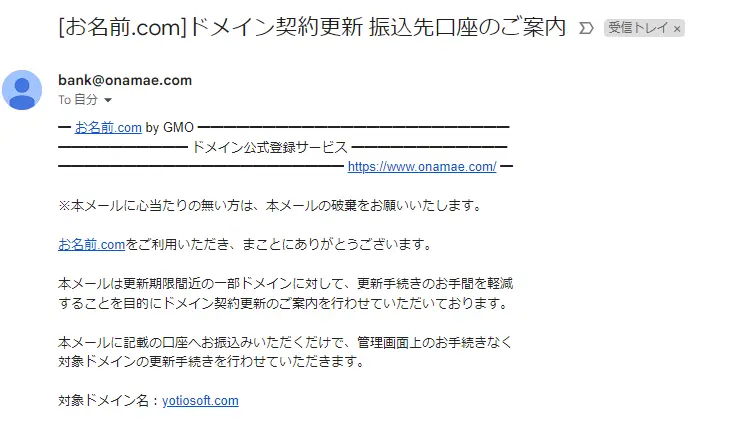 [お名前.com]ドメイン契約更新 振込先口座のご案内 受信トレイ ×
bank@onamae.com
To 自分
━ お名前.com by GMO ━━━━━━━━━━━━━━━━━━━━━━━━
━━━━━━━━━━ ドメイン公式登録サービス ━━━━━━━━━━━━
━━━━━━━━━━━━━━━━━━━━━━ https://www.onamae.com/ ━
※本メールに心当たりの無い方は、本メールの破棄をお願いいたします。
お名前.comをご利用いただき、まことにありがとうございます。
本メールは更新期限間近の一部ドメインに対して、更新手続きのお手間を軽減
することを目的にドメイン契約更新のご案内を行わせていただいております。
本メールに記載の口座へお振込みいただくだけで、管理画面上のお手続きなく
対象ドメインの更新手続きを行わせていただきます。
対象ドメイン名：yotiosoft.com